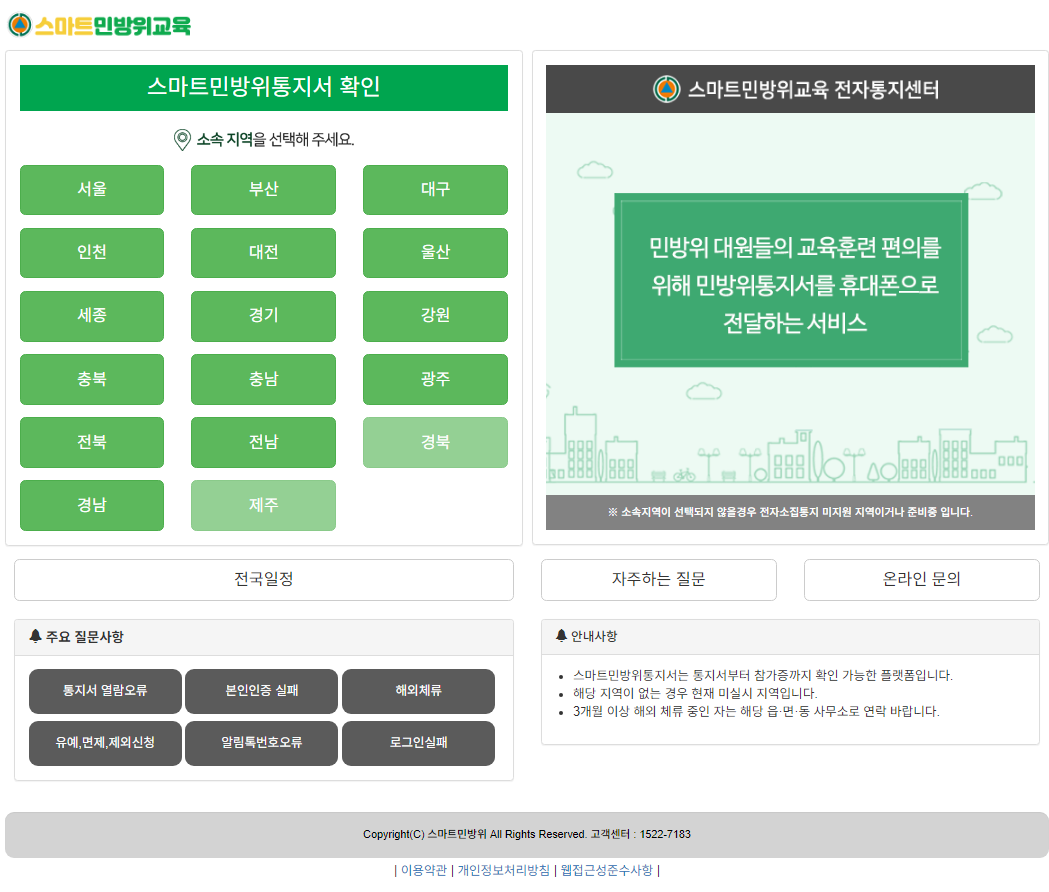 스마트민방위교육
스마트민방위통지서 확인
소속 지역을 선택해 주세요.
서울
부산
대구
인천
대전
울산
세종
경기
강원
충북
충남
광주
전북
전남
경북
경남
제주
스마트민방위교육 전자통지센터
민방위 대원들의 교육훈련 편의를
위해 민방위통지서를 휴대폰으로
전달하는 서비스
※ 소속지역이 선택되지 않을경우 전자소집통지 미지원 지역이거나 준비중 입니다.
전국일정
자주하는 질문
온라인 문의
주요 질문사항
통지서 열람오류
본인인증 실패
해외체류
유예,면제,제외신청
알림톡번호오류
로그인실패
안내사항
• 스마트민방위통지서는 통지서부터 참가증까지 확인 가능한 플랫폼입니다.
• 해당 지역이 없는 경우 현재 미실시 지역입니다.
• 3개월 이상 해외 체류 중인 자는 해당 읍·면·동 사무소로 연락 바랍니다.
Copyright(C) 스마트민방위 All Rights Reserved. 고객센터 : 1522-7183
| 이용약관 | 개인정보처리방침 | 웹접근성준수사항 |